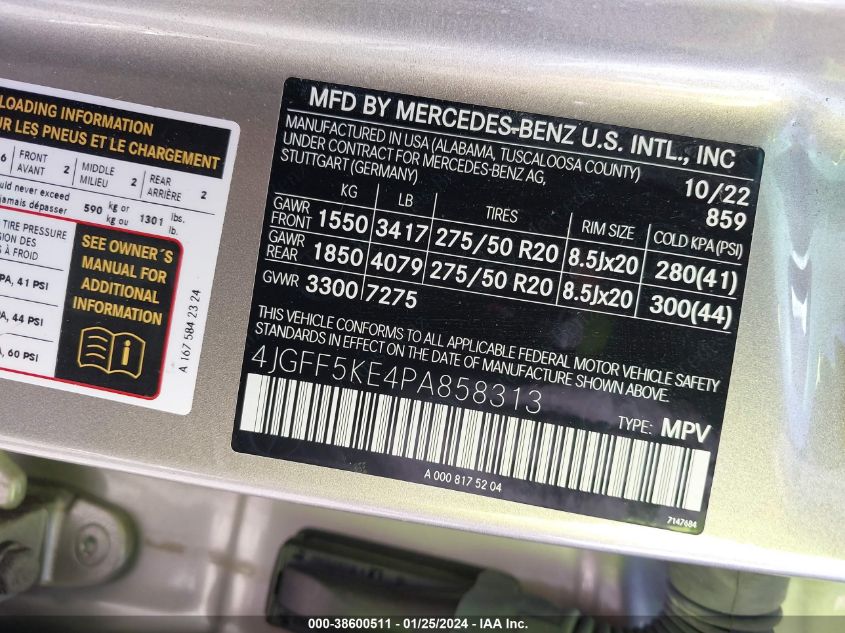 LOADING INFORMATION
UR LES PNEUS ET LE CHARGEMENT
6 FRONT AVANT 2 MIDDLE MILIEU 2 REAR ARRIÈRE 2
uld never exceed
jamais dépasser 590 kg or kg ou 1301 lbs. lb.
TIRE PRESSURE
SION DES
S À FROID
PA, 41 PSI
A, 44 PSI
A, 60 PSI
SEE OWNER´S
MANUAL FOR
ADDITIONAL
INFORMATION
A 167 584 23 24
MFD BY MERCEDES-BENZ U.S. INTL., INC
MANUFACTURED IN USA (ALABAMA, TUSCALOOSA COUNTY)
UNDER CONTRACT FOR MERCEDES-BENZ AG,
STUTTGART (GERMANY)
10/22
859
KG LB TIRES RIM SIZE COLD KPA(PSI)
GAWR FRONT 1550 3417 275/50 R20 8.5Jx20 280(41)
GAWR REAR 1850 4079 275/50 R20 8.5Jx20 300(44)
GVWR 3300 7275
THIS VEHICLE CONFORMS TO ALL APPLICABLE FEDERAL MOTOR VEHICLE SAFETY
STANDARDS IN EFFECT ON THE DATE OF MANUFACTURE SHOWN ABOVE.
4JGFF5KE4PA858313
TYPE: MPV
A 000 817 52 04
7147684
000-38600511 | 01/25/2024 | IAA Inc.